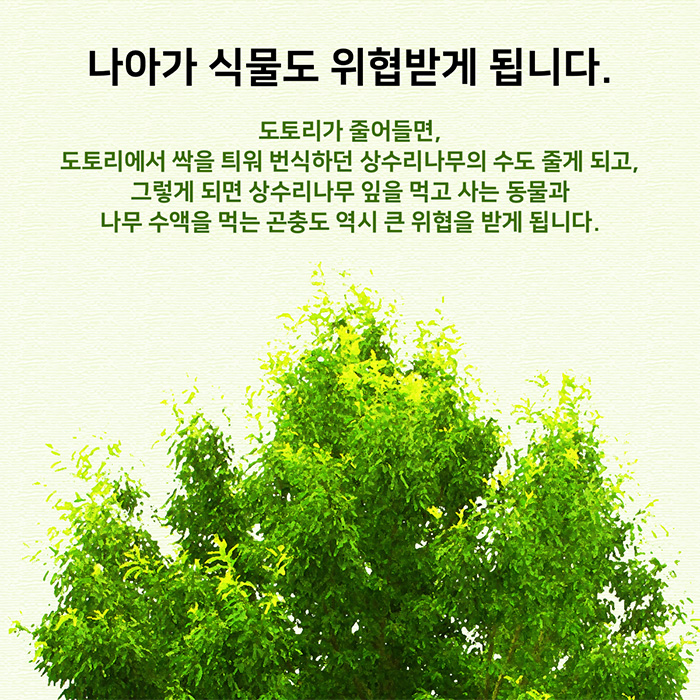 나아가 식물도 위협받게 됩니다.
도토리가 줄어들면,
도토리에서 싹을 틔워 번식하던 상수리나무의 수도 줄게 되고,
그렇게 되면 상수리나무 잎을 먹고 사는 동물과
나무 수액을 먹는 곤충도 역시 큰 위협을 받게 됩니다.